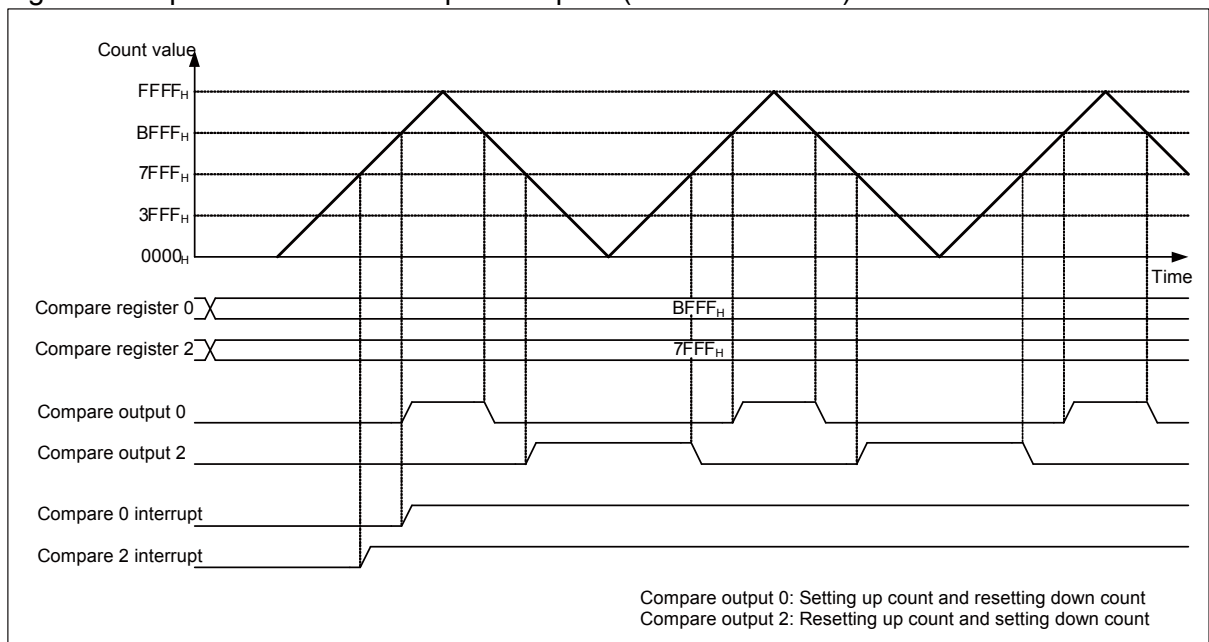 Count value
FFFFH
BFFFH
7FFFH
3FFFH
0000H
Time
Compare register 0
BFFFH
Compare register 2
7FFFH
Compare output 0
Compare output 2
Compare 0 interrupt
Compare 2 interrupt
Compare output 0: Setting up count and resetting down count
Compare output 2: Resetting up count and setting down count